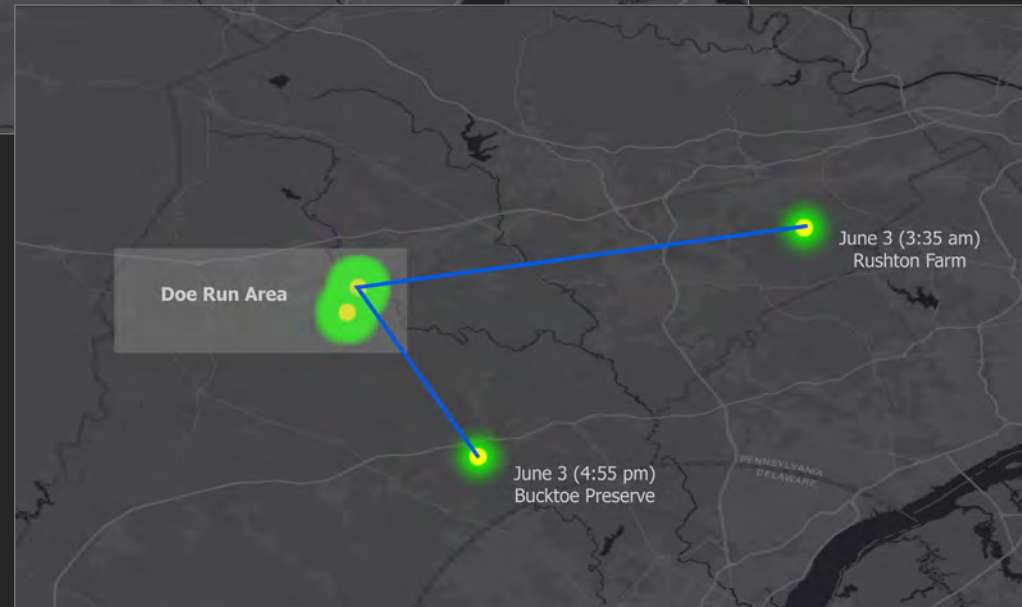 June 3 (3:35 am)
Rushton Farm
Doe Run Area
PENNSYLVANIA
DELAWARE
June 3 (4:55 pm)
Bucktoe Preserve